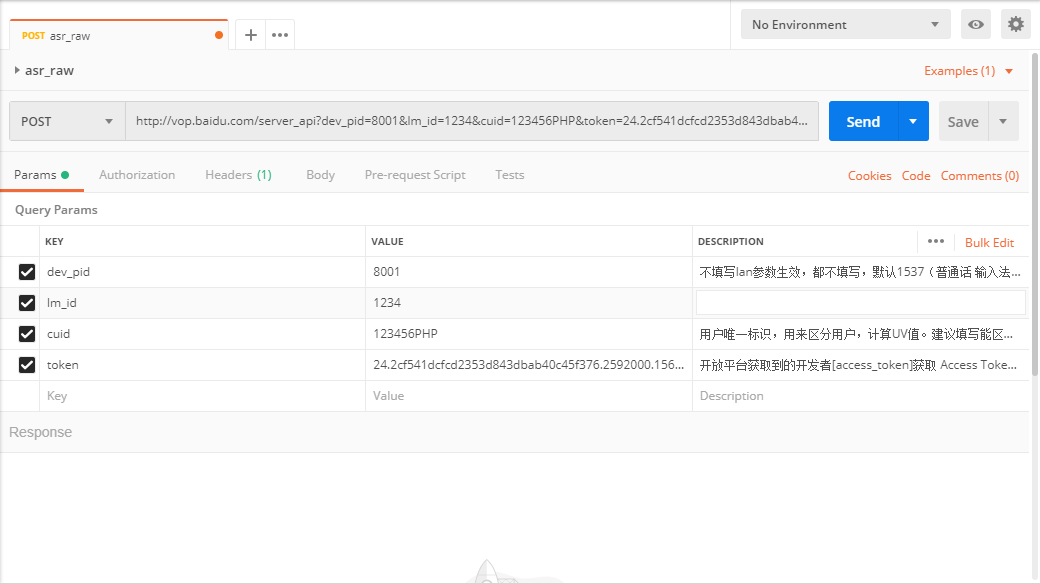 POST asr_raw
No Environment
asr_raw
Examples (1)
POST http://vop.baidu.com/server_api?dev_pid=8001&lm_id=1234&cuid=123456PHP&token=24.2cf541dcfcd2353d843dbab4... Send Save
Params Authorization Headers (1) Body Pre-request Script Tests Cookies Code Comments (0)
Query Params
KEY VALUE DESCRIPTION ••• Bulk Edit
dev_pid 8001 不填写lan参数生效，都不填写，默认1537（普通话 输入法...
lm_id 1234
cuid 123456PHP 用户唯一标识，用来区分用户，计算UV值。建议填写能区...
token 24.2cf541dcfcd2353d843dbab40c45f376.2592000.156... 开放平台获取到的开发者[access_token]获取 Access Toke...
Key Value Description
Response